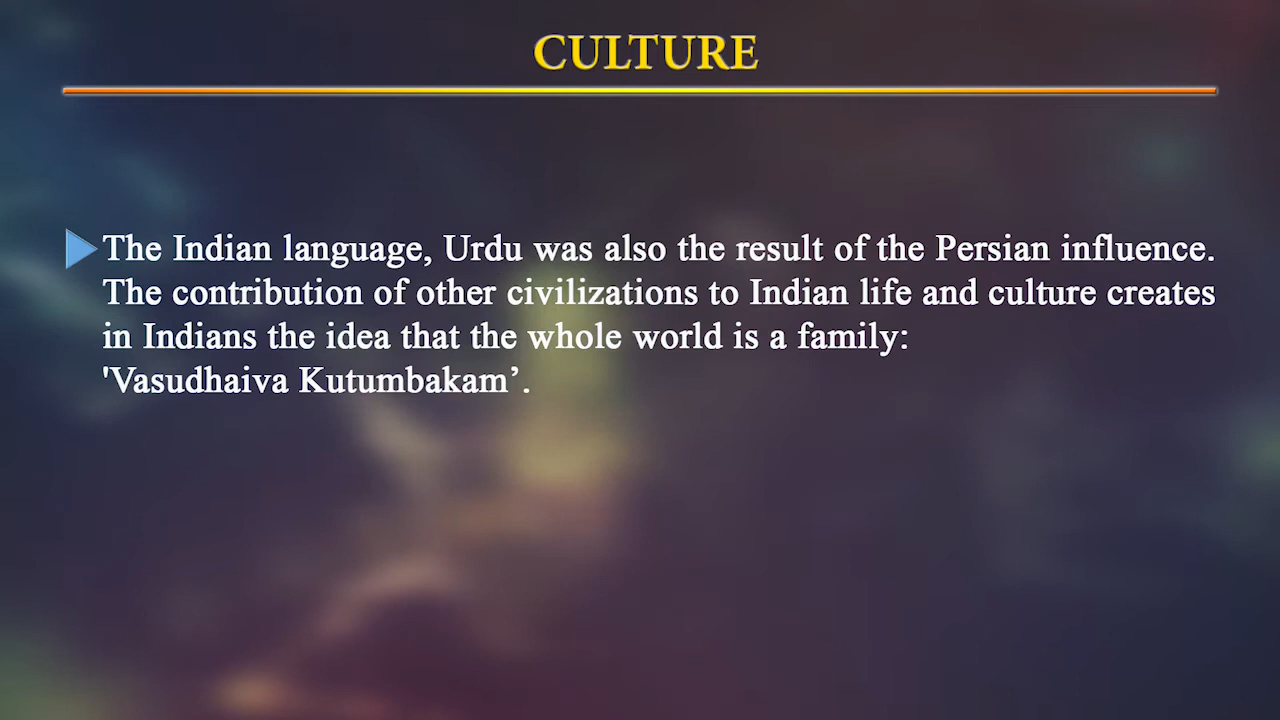 CULTURE
The Indian language, Urdu was also the result of the Persian influence.
The contribution of other civilizations to Indian life and culture creates
in Indians the idea that the whole world is a family:
'Vasudhaiva Kutumbakam’.